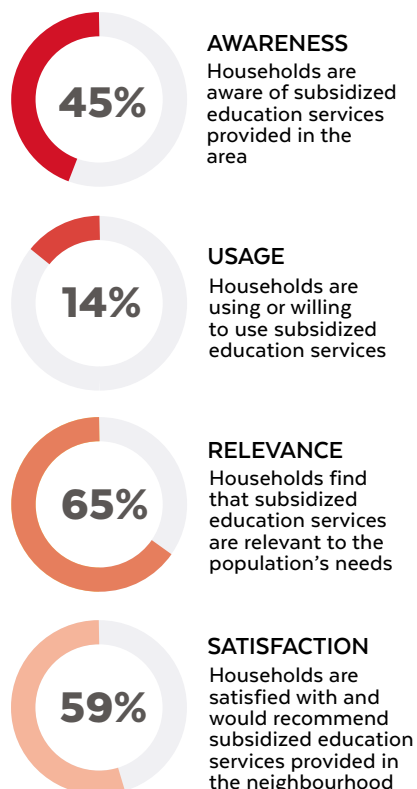 45%
AWARENESS
Households are
aware of subsidized
education services
provided in the
area
14%
USAGE
Households are
using or willing
to use subsidized
education services
65%
RELEVANCE
Households find
that subsidized
education services
are relevant to the
population’s needs
59%
SATISFACTION
Households are
satisfied with and
would recommend
subsidized education
services provided in
the neighbourhood